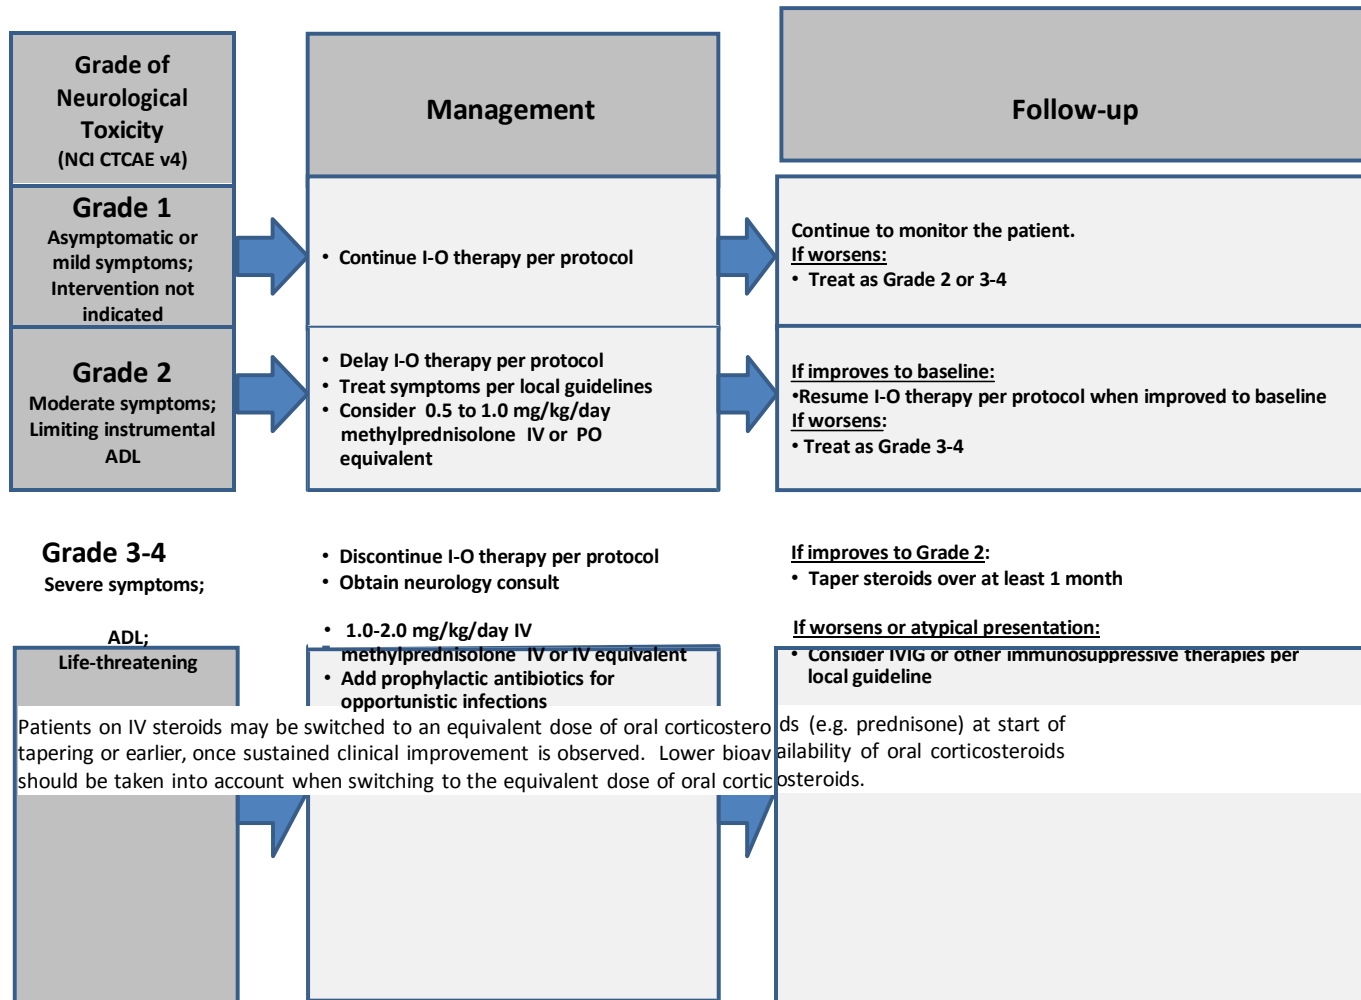 Grade of
Neurological
Toxicity
(NCI CTCAE v4)
Management
Follow-up
Grade 1
Asymptomatic or
mild symptoms;
Intervention not
indicated
• Continue I-O therapy per protocol
Continue to monitor the patient.
If worsens:
• Treat as Grade 2 or 3-4
Grade 2
Moderate symptoms;
Limiting instrumental
ADL
• Delay I-O therapy per protocol
• Treat symptoms per local guidelines
• Consider 0.5 to 1.0 mg/kg/day
methylprednisolone IV or PO
equivalent
If improves to baseline:
•Resume I-O therapy per protocol when improved to baseline
If worsens:
• Treat as Grade 3-4
Grade 3-4
Severe symptoms;
ADL;
Life-threatening
• Discontinue I-O therapy per protocol
• Obtain neurology consult
• 1.0-2.0 mg/kg/day IV
methylprednisolone IV or IV equivalent
• Add prophylactic antibiotics for
opportunistic infections
If improves to Grade 2:
• Taper steroids over at least 1 month
If worsens or atypical presentation:
• Consider IVIG or other immunosuppressive therapies per
local guideline
Patients on IV steroids may be switched to an equivalent dose of oral corticosteroids (e.g. prednisone) at start of
tapering or earlier, once sustained clinical improvement is observed. Lower bioavailability of oral corticosteroids
should be taken into account when switching to the equivalent dose of oral corticosteroids.